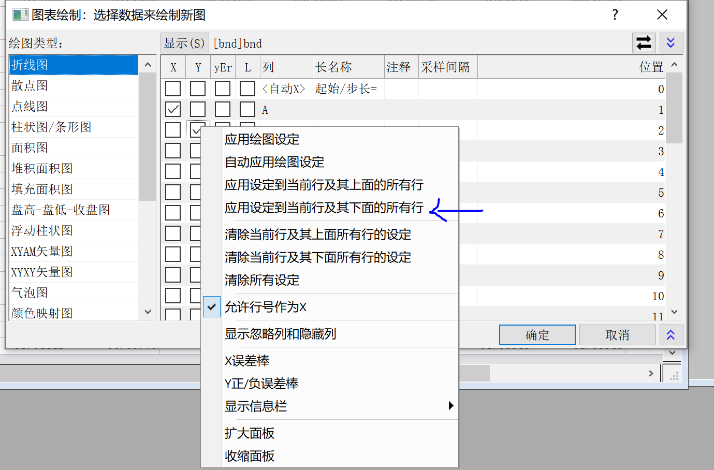 图表绘制: 选择数据来绘制新图 ?
绘图类型:
显示(S) [bnd]bnd
折线图
散点图
点线图
柱状图/条形图
面积图
堆积面积图
填充面积图
盘高-盘低-收盘图
浮动柱状图
XYAM矢量图
XYXY矢量图
气泡图
颜色映射图
X Y yEr L 列 长名称 注释 采样间隔 位置
<自动X> 起始/步长= 0
A 1
2
3
4
5
6
7
8
9
10
11
应用绘图设定
自动应用绘图设定
应用设定到当前行及其上面的所有行
应用设定到当前行及其下面的所有行
清除当前行及其上面所有行的设定
清除当前行及其下面所有行的设定
清除所有设定
允许行号作为X
显示忽略列和隐藏列
X误差棒
Y正/负误差棒
显示信息栏
扩大面板
收缩面板
确定 取消